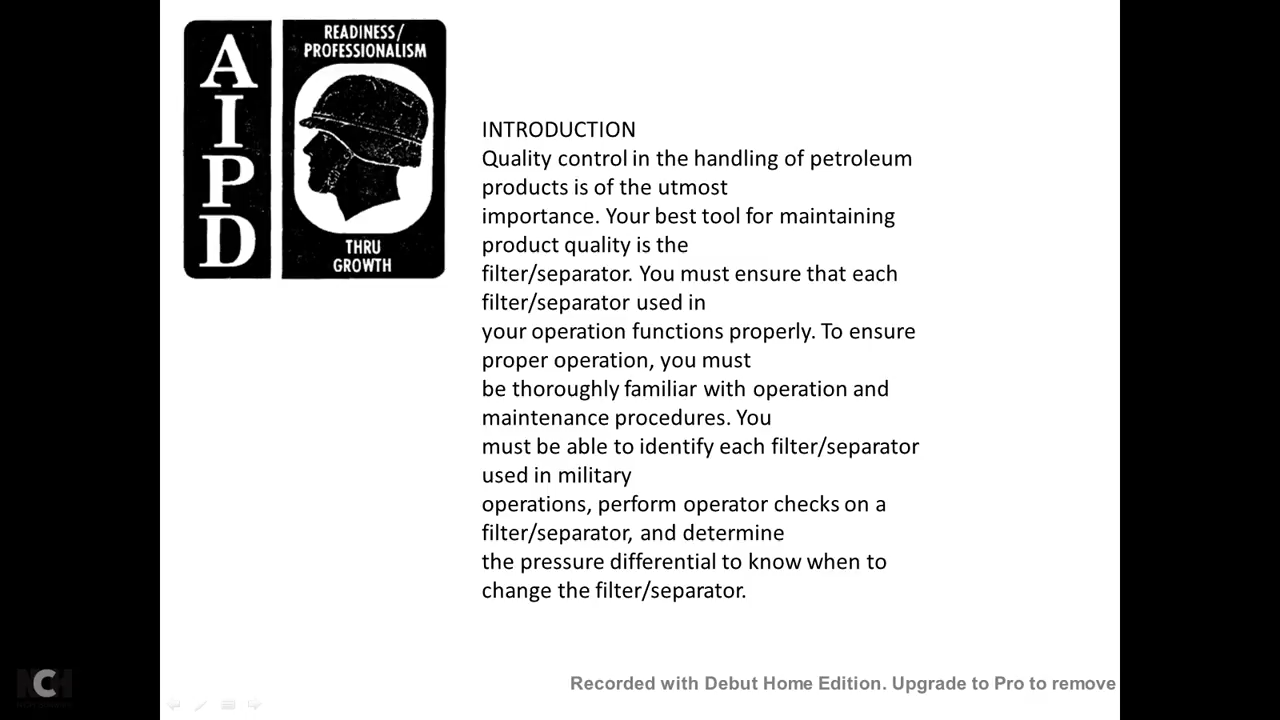 A
I
P
D
READINESS/
PROFESSIONALISM
THRU
GROWTH
INTRODUCTION
Quality control in the handling of petroleum
products is of the utmost
importance. Your best tool for maintaining
product quality is the
filter/separator. You must ensure that each
filter/separator used in
your operation functions properly. To ensure
proper operation, you must
be thoroughly familiar with operation and
maintenance procedures. You
must be able to identify each filter/separator
used in military
operations, perform operator checks on a
filter/separator, and determine
the pressure differential to know when to
change the filter/separator.
NCH
Recorded with Debut Home Edition. Upgrade to Pro to remove